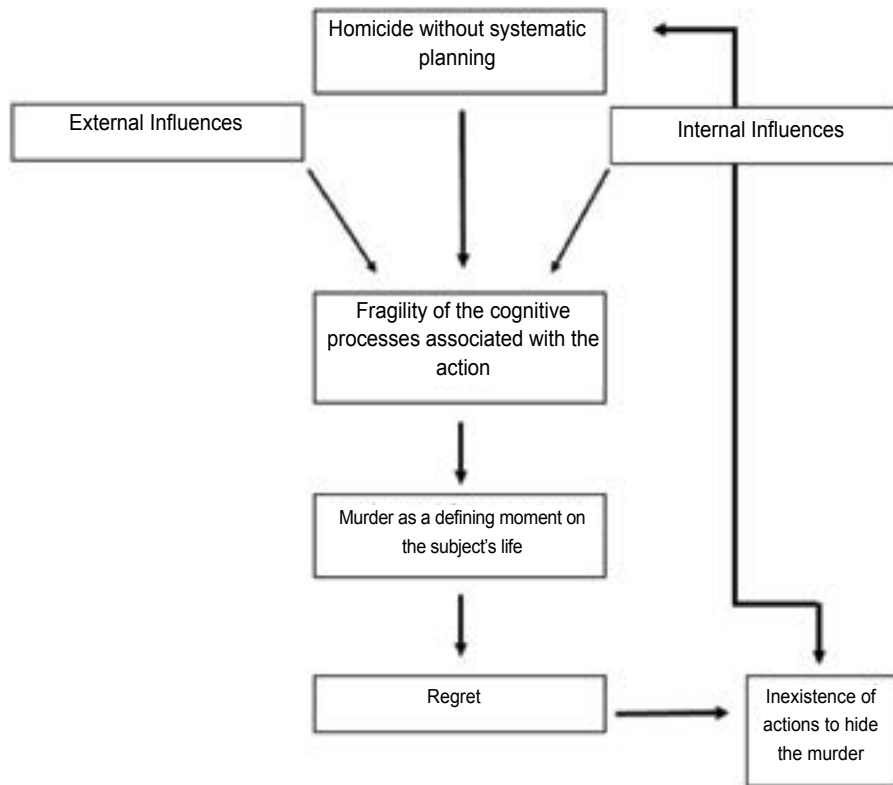 Homicide without systematic
planning
External Influences
Internal Influences
Fragility of the cognitive
processes associated with the
action
Murder as a defining moment on
the subject's life
Regret
Inexistence of
actions to hide
the murder